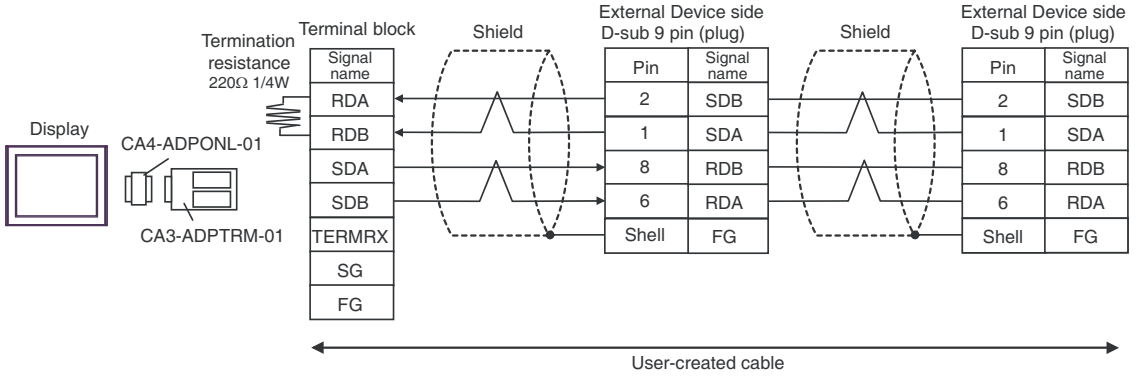 Display
CA4-ADPONL-01
CA3-ADPTRM-01
Termination
resistance
220Ω 1/4W
Terminal block
Signal
name
RDA
RDB
SDA
SDB
TERMRX
SG
FG
Shield
External Device side
D-sub 9 pin (plug)
Pin
Signal
name
2 SDB
1 SDA
8 RDB
6 RDA
Shell FG
Shield
External Device side
D-sub 9 pin (plug)
Pin
Signal
name
2 SDB
1 SDA
8 RDB
6 RDA
Shell FG
User-created cable